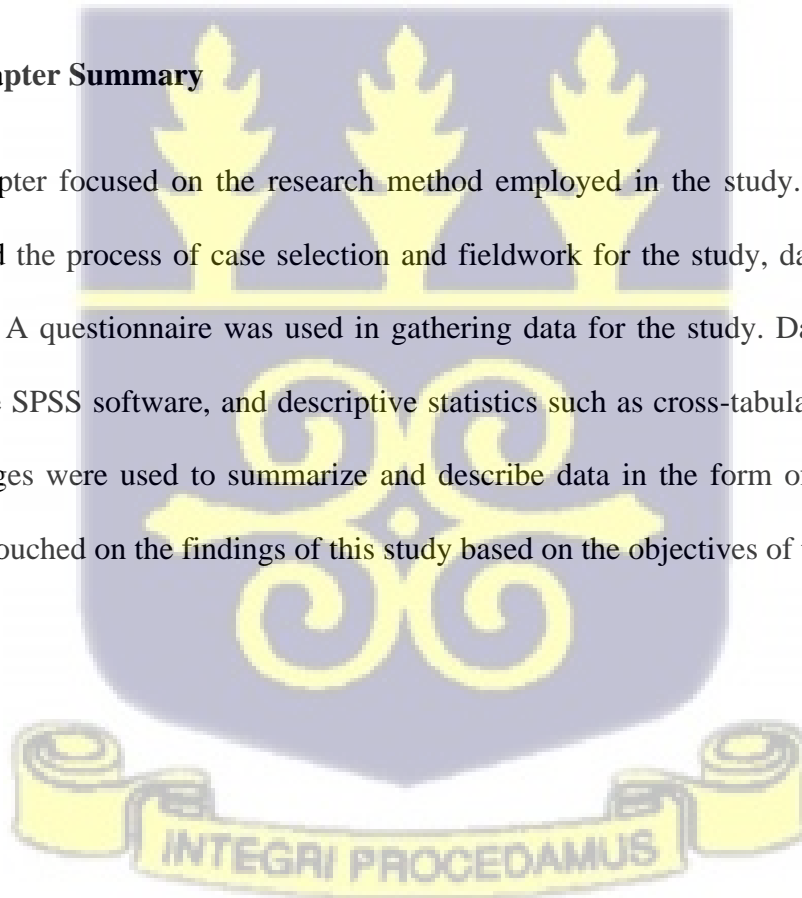 apter Summary
pter focused on the research method employed in the study.
d the process of case selection and fieldwork for the study, da
A questionnaire was used in gathering data for the study. Da
e SPSS software, and descriptive statistics such as cross-tabula
ges were used to summarize and describe data in the form of
ouched on the findings of this study based on the objectives of
INTEGRI PROCEDAMUS